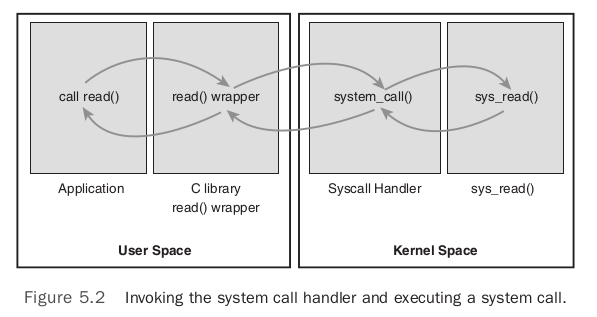 call read()
read() wrapper
system_call()
sys_read()
Application
C library
read() wrapper
Syscall Handler
sys_read()
User Space
Kernel Space
Figure 5.2 Invoking the system call handler and executing a system call.